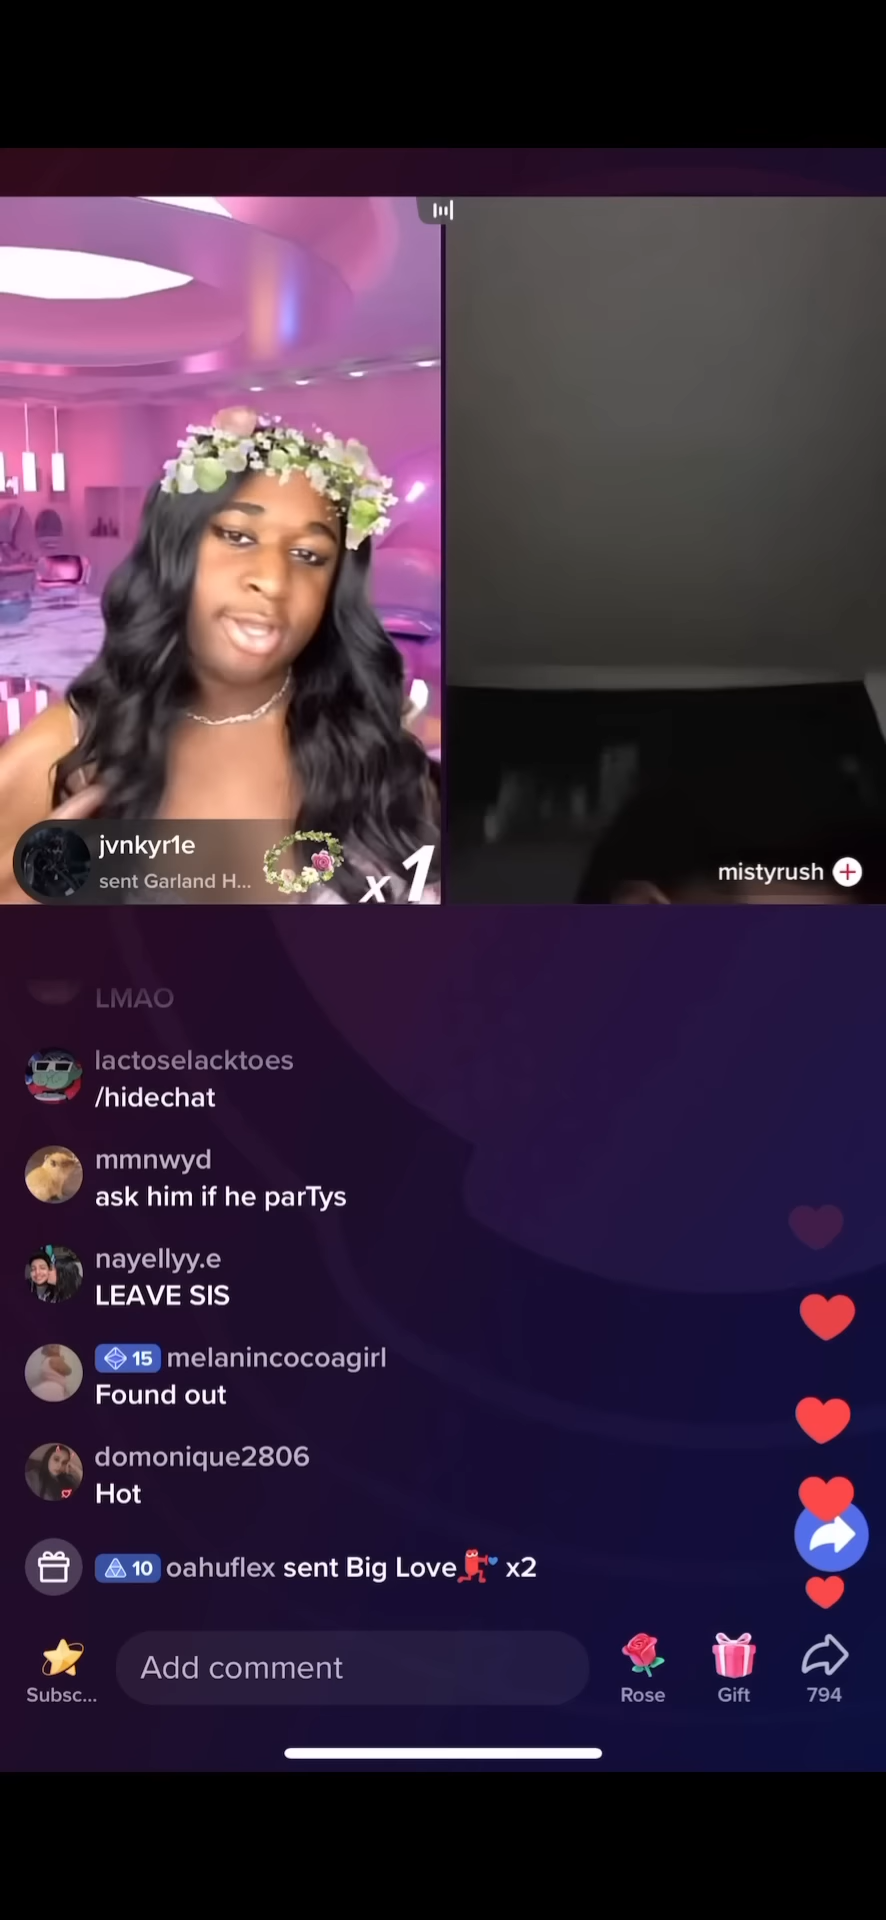 jvnkyr1e
sent Garland H...
x1
mistyrush
LMAO
lactoselacktoes
/hidechat
mmnwyd
ask him if he parTys
nayellyy.e
LEAVE SIS
15 melanincocoagirl
Found out
domonique2806
Hot
10 oahuflex sent Big Love x2
Add comment
Subsc...
Rose
Gift
794